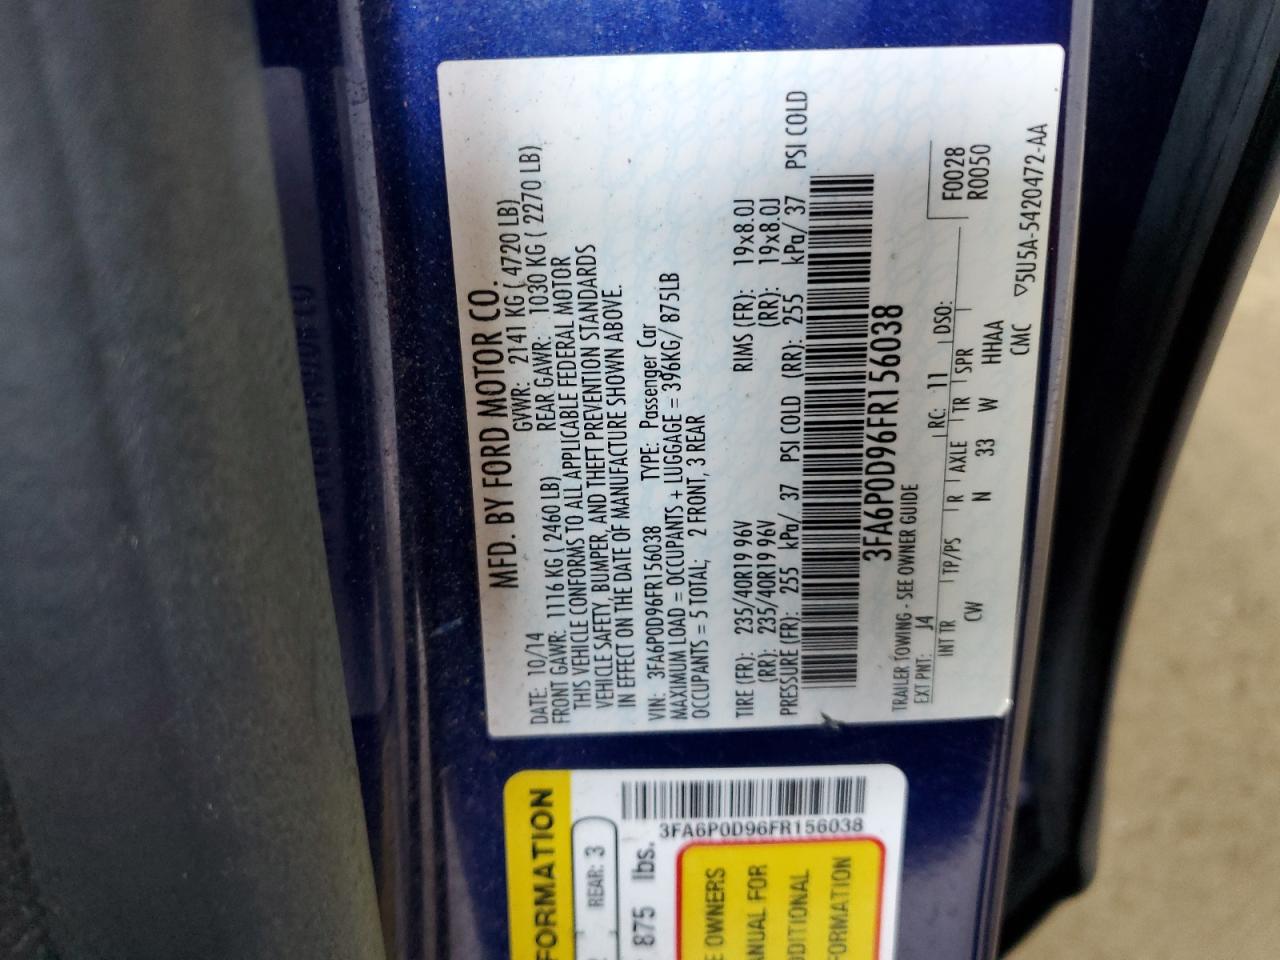 MFD. BY FORD MOTOR CO.
DATE: 10/14 GVWR: 2141 KG ( 4720 LB)
FRONT GAWR: 1116 KG ( 2460 LB) REAR GAWR: 1030 KG ( 2270 LB)
THIS VEHICLE CONFORMS TO ALL APPLICABLE FEDERAL MOTOR
VEHICLE SAFETY, BUMPER, AND THEFT PREVENTION STANDARDS
IN EFFECT ON THE DATE OF MANUFACTURE SHOWN ABOVE.
VIN: 3FA6P0D96FR156038 TYPE: Passenger Car
MAXIMUM LOAD = OCCUPANTS + LUGGAGE = 396KG/ 875LB
OCCUPANTS = 5 TOTAL; 2 FRONT, 3 REAR
TIRE (FR): 235/40R19 96V RIMS (FR): 19x8.0J
(RR): 235/40R19 96V (RR): 19x8.0J
PRESSURE (FR): 255 kPa/ 37 PSI COLD (RR): 255 kPa/ 37 PSI COLD
3FA6P0D96FR156038
TRAILER TOWING - SEE OWNER GUIDE
EXT PNT: J4 RC: 11 DSO: F0028
INT TR TP/PS R AXLE TR SPR R0050
CW N 33 W HHAA
CMC ▽5U5A-5420472-AA
FORMATION
REAR: 3
875 lbs.
3FA6P0D96FR156038
E OWNERS
ANUAL FOR
DDITIONAL
FORMATION